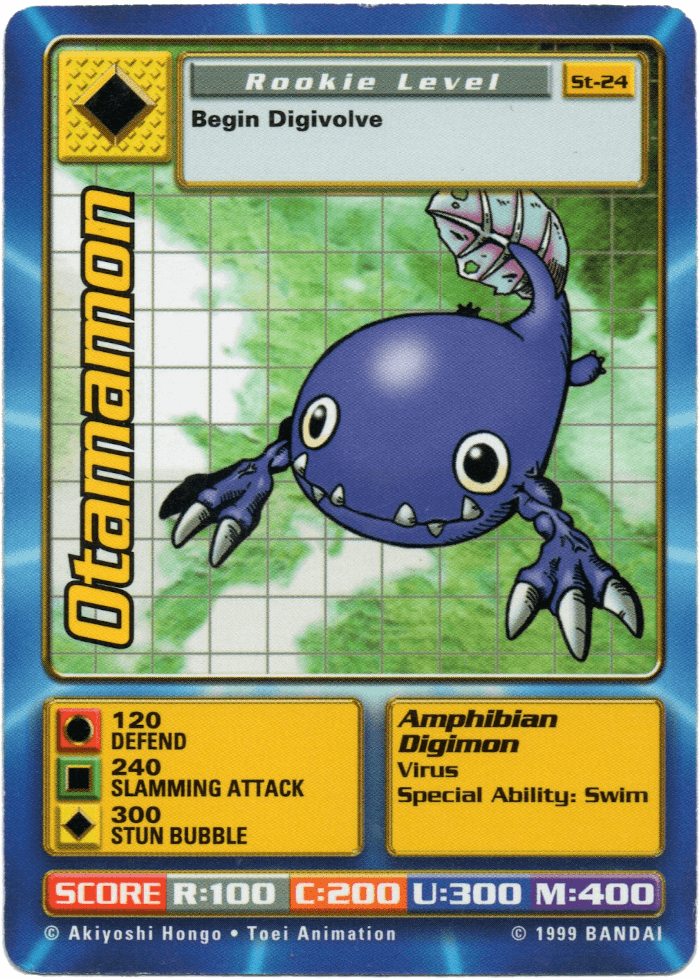 Rookie Level
St-24
Begin Digivolve
Otamamon
120
DEFEND
240
SLAMMING ATTACK
300
STUN BUBBLE
Amphibian
Digimon
Virus
Special Ability: Swim
SCORE R:100 C:200 U:300 M:400
© Akiyoshi Hongo • Toei Animation © 1999 BANDAI